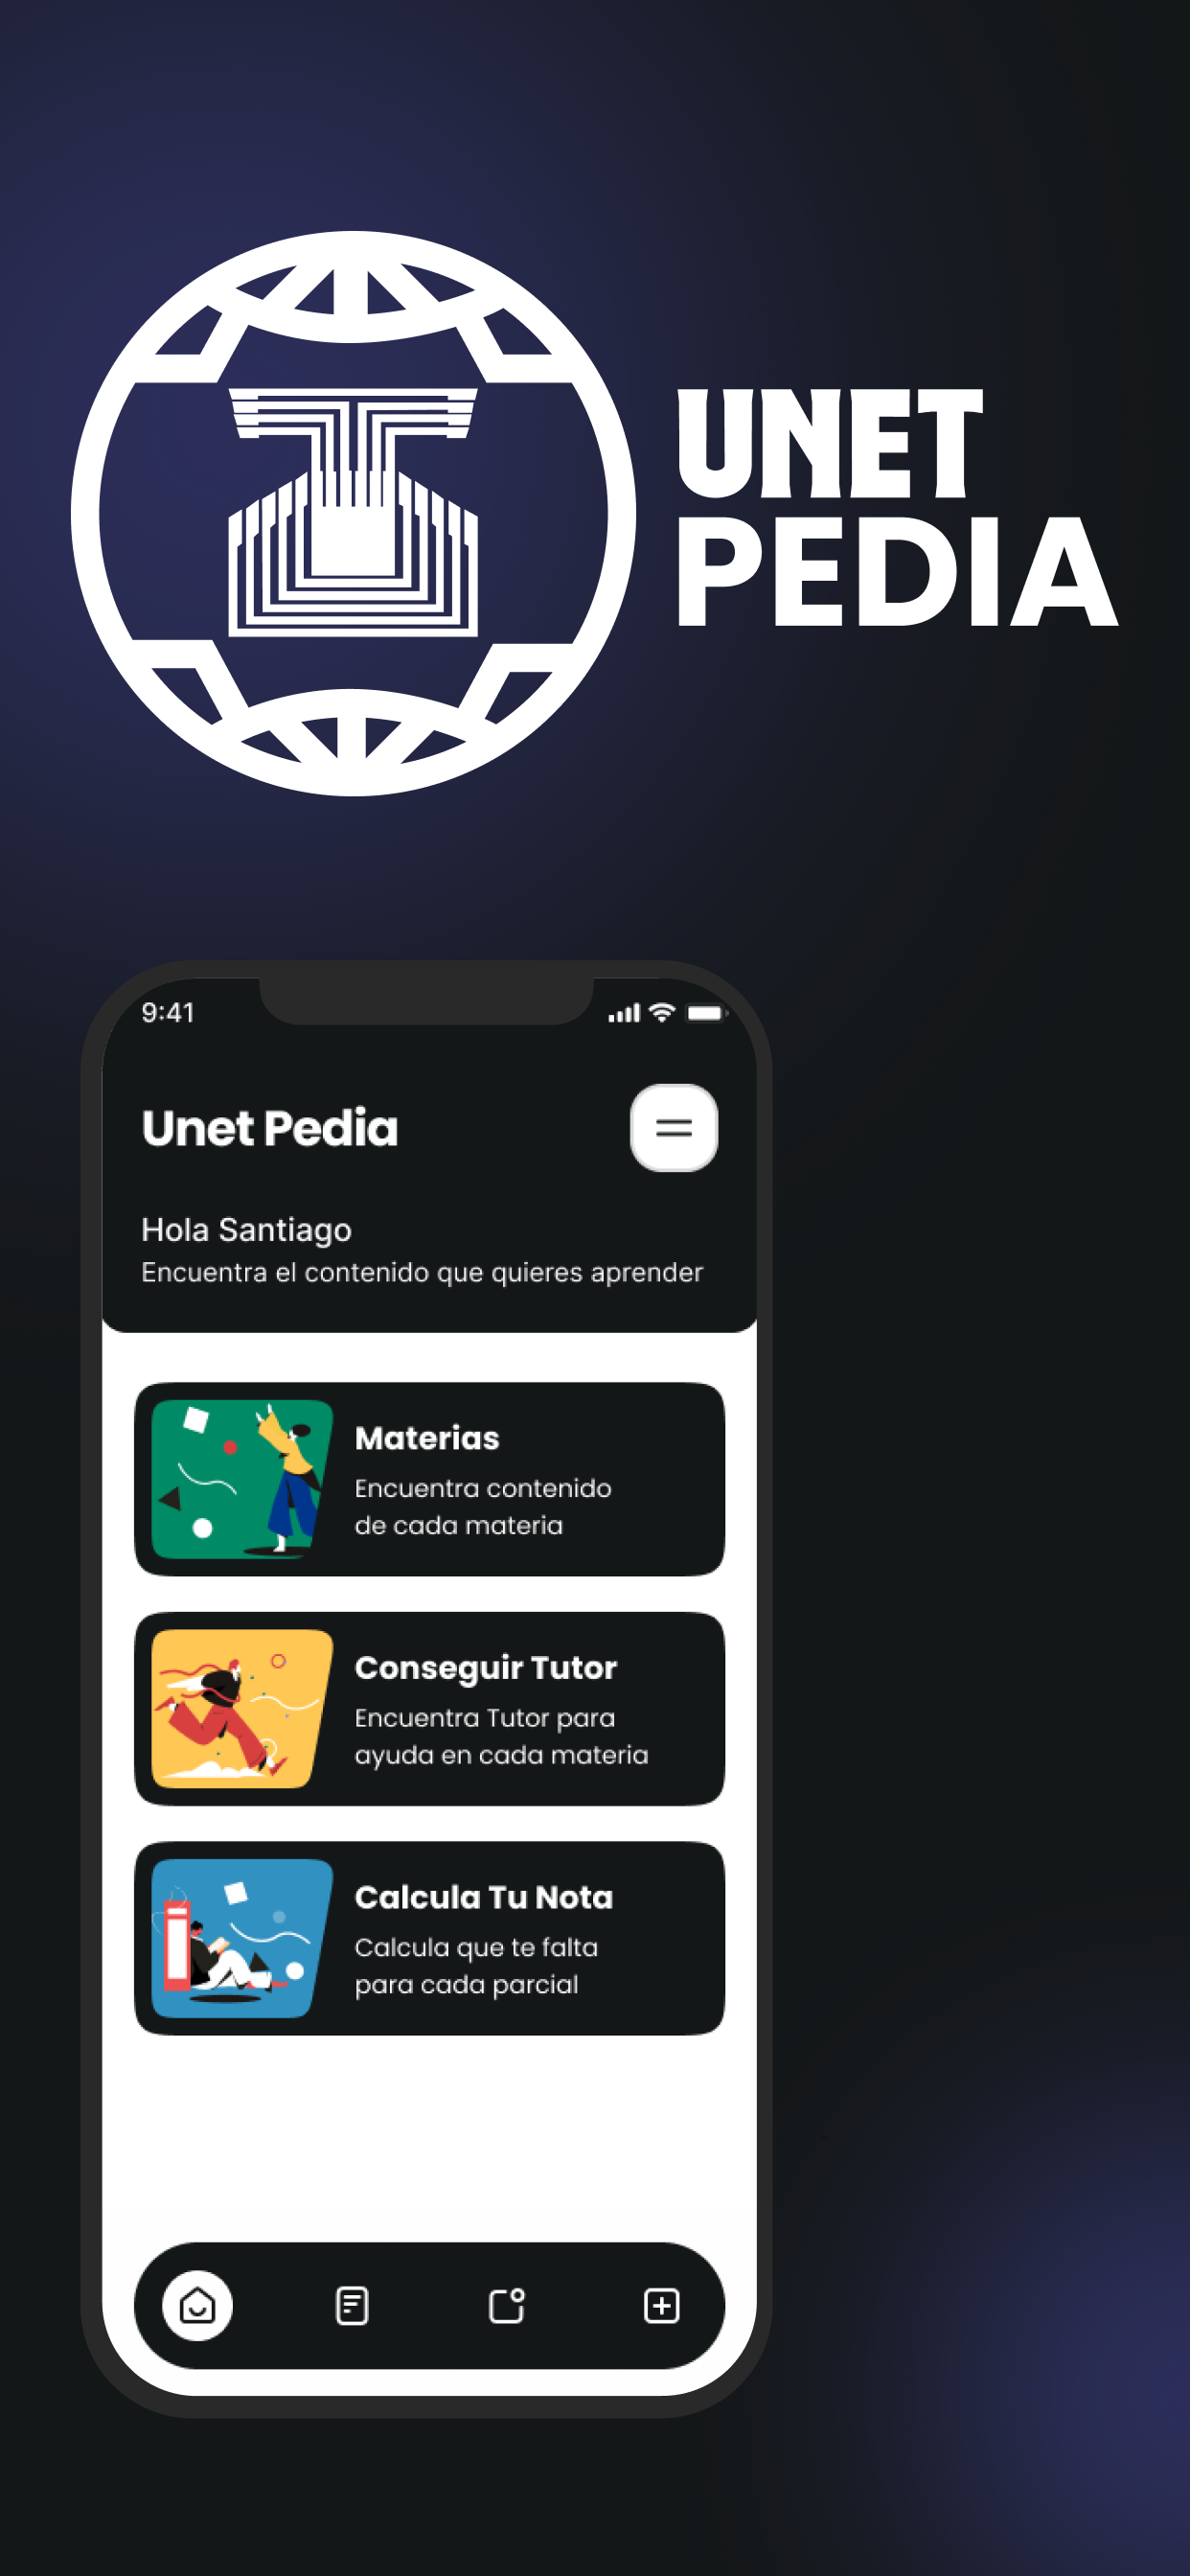 UNET
PEDIA
9:41
Unet Pedia
Hola Santiago
Encuentra el contenido que quieres aprender
Materias
Encuentra contenido
de cada materia
Conseguir Tutor
Encuentra Tutor para
ayuda en cada materia
Calcula Tu Nota
Calcula que te falta
para cada parcial